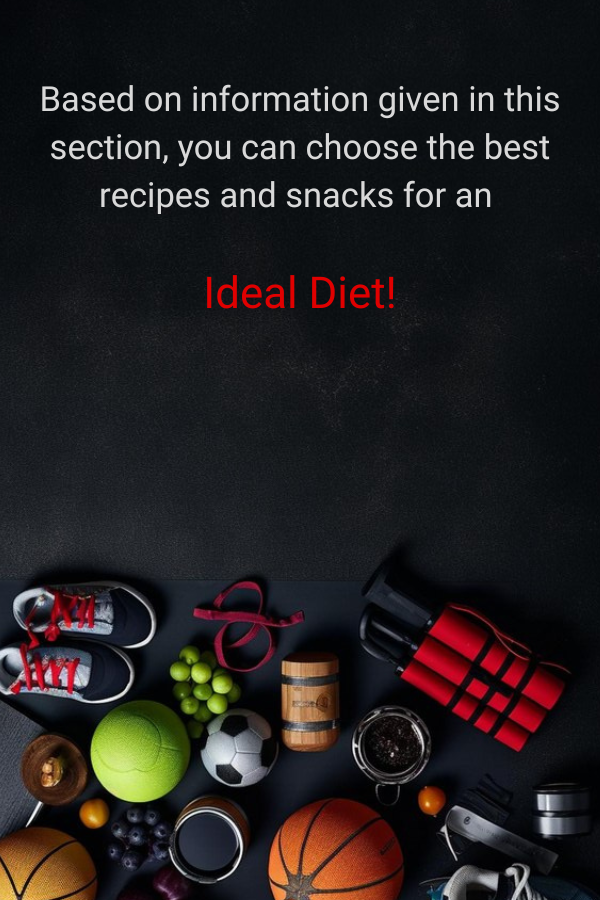 Based on information given in this
section, you can choose the best
recipes and snacks for an
Ideal Diet!